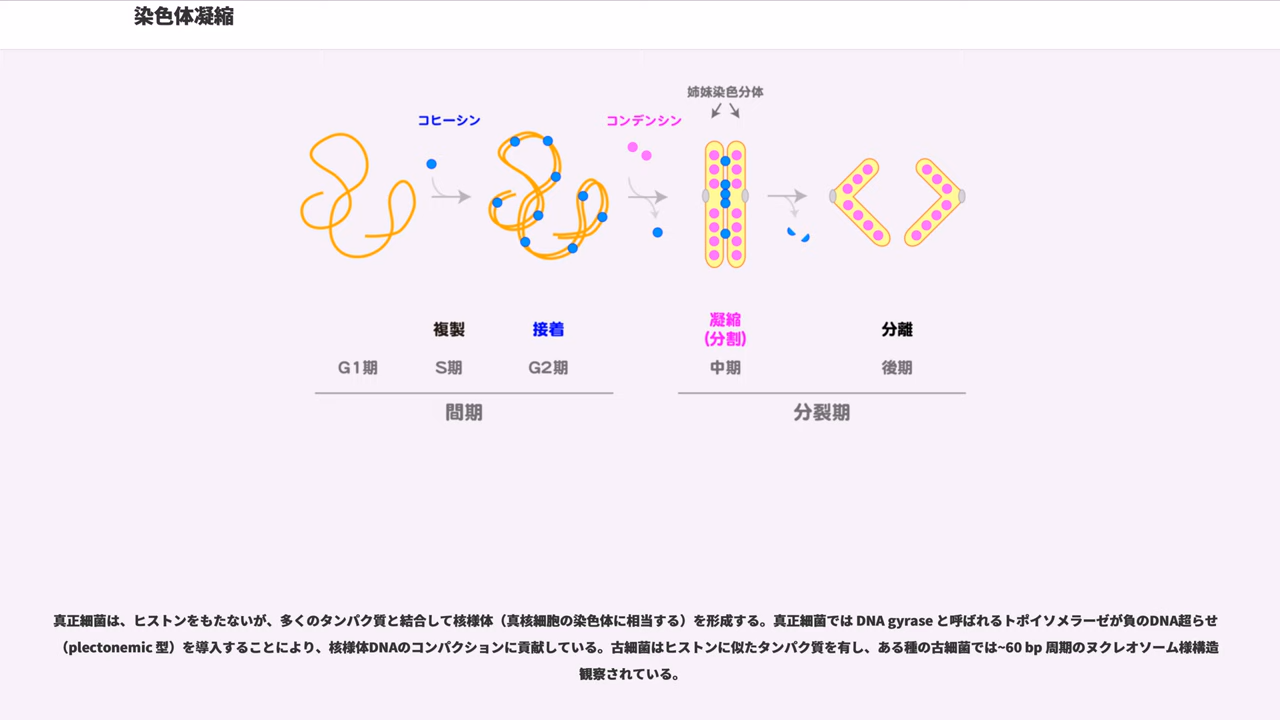 染色体凝縮
姉妹染色分体
コヒーシン
コンデンシン
複製
接着
凝縮
(分割)
分離
G1期
S期
G2期
中期
後期
間期
分裂期
真正細菌は、ヒストンをもたないが、多くのタンパク質と結合して核様体（真核細胞の染色体に相当する）を形成する。真正細菌では DNA gyrase と呼ばれるトポイソメラーゼが負のDNA超らせ
（plectonemic 型）を導入することにより、核様体DNAのコンパクションに貢献している。古細菌はヒストンに似たタンパク質を有し、ある種の古細菌では~60 bp 周期のヌクレオソーム様構造
観察されている。